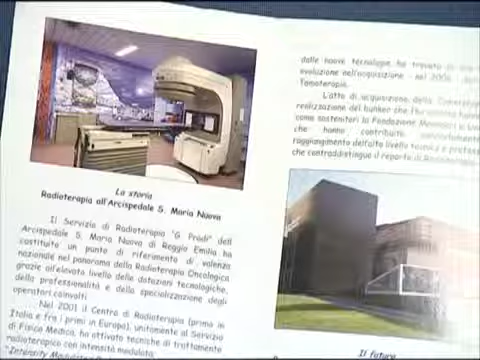 La storia
Radioterapia all'Arcispedale S. Maria Nuova
Il Servizio di Radioterapia "G. Prodi" dell'
Arcispedale S. Maria Nuova di Reggio Emilia ha
costituito un punto di riferimento di valenza
nazionale nel panorama della Radioterapia Oncologica
grazie all'elevato livello delle dotazioni tecnologiche,
della professionalità e della specializzazione degli
operatori coinvolti
Nel 2001 il Centro di Radioterapia (primo in
Italia e fra i primi in Europa), unitamente al Servizio
di Fisica Medica, ha attivato tecniche di trattamento
radioterapico con intensità modulata
"Intensity
dalle nuove tecnologie ha trovato
evoluzione nell'acquisizione - nel 2006
Tomoterapia.
L'atto di acquisizione della
realizzazione del bunker che
come sostenitori la Fondazione Manodori
che hanno contribuito
raggiungimento dell'alto livello tecnico e
che contraddistingue il reparto di
Il futuro